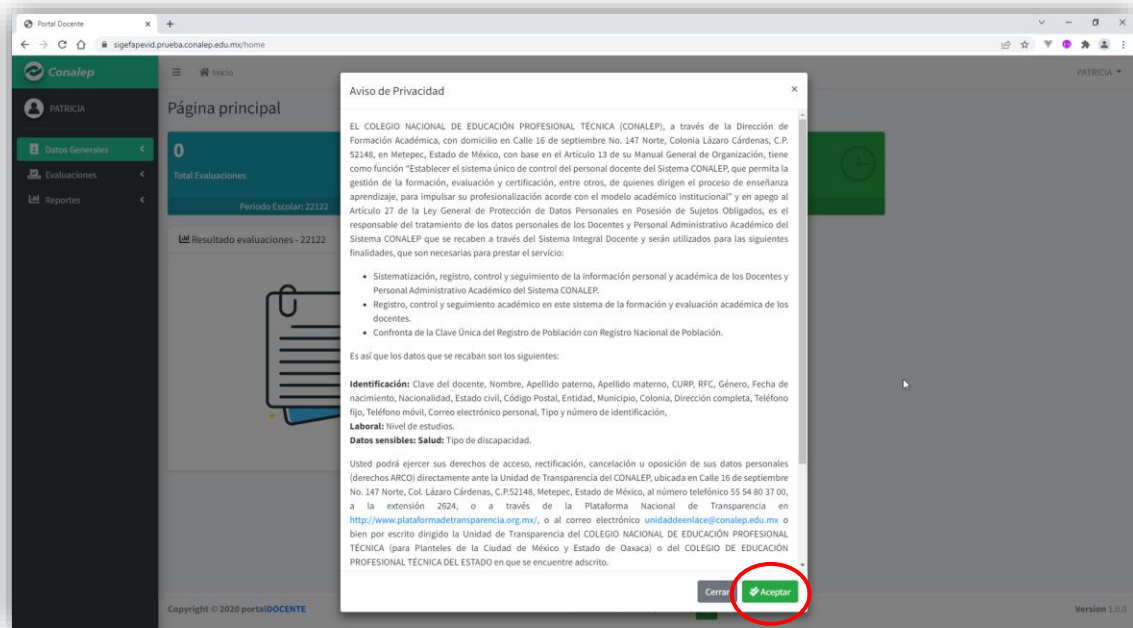 Portal Docente
sigefapevid.prueba.conalep.edu.mx/home
Conalep
Inicio
PATRICIA
PATRICIA
Página principal
Datos Generales
Evaluaciones
Reportes
0
Total Evaluaciones
Periodo Escolar: 22122
Resultado evaluaciones - 22122
Aviso de Privacidad
EL COLEGIO NACIONAL DE EDUCACIÓN PROFESIONAL TÉCNICA (CONALEP), a través de la Dirección de
Formación Académica, con domicilio en Calle 16 de septiembre No. 147 Norte, Colonia Lázaro Cárdenas, C.P.
52148, en Metepec, Estado de México, con base en el Artículo 13 de su Manual General de Organización, tiene
como función "Establecer el sistema único de control del personal docente del Sistema CONALEP, que permita la
gestión de la formación, evaluación y certificación, entre otros, de quienes dirigen el proceso de enseñanza
aprendizaje, para impulsar su profesionalización acorde con el modelo académico institucional" y en apego al
Artículo 27 de la Ley General de Protección de Datos Personales en Posesión de Sujetos Obligados, es el
responsable del tratamiento de los datos personales de los Docentes y Personal Administrativo Académico del
Sistema CONALEP que se recaben a través del Sistema Integral Docente y serán utilizados para las siguientes
finalidades, que son necesarias para prestar el servicio:
Sistematización, registro, control y seguimiento de la información personal y académica de los Docentes y
Personal Administrativo Académico del Sistema CONALEP.
Registro, control y seguimiento académico en este sistema de la formación y evaluación académica de los
docentes.
Confronta de la Clave Única del Registro de Población con Registro Nacional de Población.
Es así que los datos que se recaban son los siguientes:
Identificación: Clave del docente, Nombre, Apellido paterno, Apellido materno, CURP, RFC, Género, Fecha de
nacimiento, Nacionalidad, Estado civil, Código Postal, Entidad, Municipio, Colonia, Dirección completa, Teléfono
fijo, Teléfono móvil, Correo electrónico personal, Tipo y número de identificación,
Laboral: Nivel de estudios.
Datos sensibles: Salud: Tipo de discapacidad.
Usted podrá ejercer sus derechos de acceso, rectificación, cancelación u oposición de sus datos personales
(derechos ARCO) directamente ante la Unidad de Transparencia del CONALEP, ubicada en Calle 16 de septiembre
No. 147 Norte, Col. Lázaro Cárdenas, C.P.52148, Metepec, Estado de México, al número telefónico 55 54 80 37 00,
a la extensión 2624, o a través de la Plataforma Nacional de Transparencia en
http://www.plataformadetransparencia.org.mx/, o al correo electrónico unidaddeenlace@conalep.edu.mx o
bien por escrito dirigido la Unidad de Transparencia del COLEGIO NACIONAL DE EDUCACIÓN PROFESIONAL
TÉCNICA (para Planteles de la Ciudad de México y Estado de Oaxaca) o del COLEGIO DE EDUCACIÓN
PROFESIONAL TÉCNICA DEL ESTADO en que se encuentre adscrito.
Cerrar
Aceptar
Copyright © 2020 portalDOCENTE
Version 1.0.0